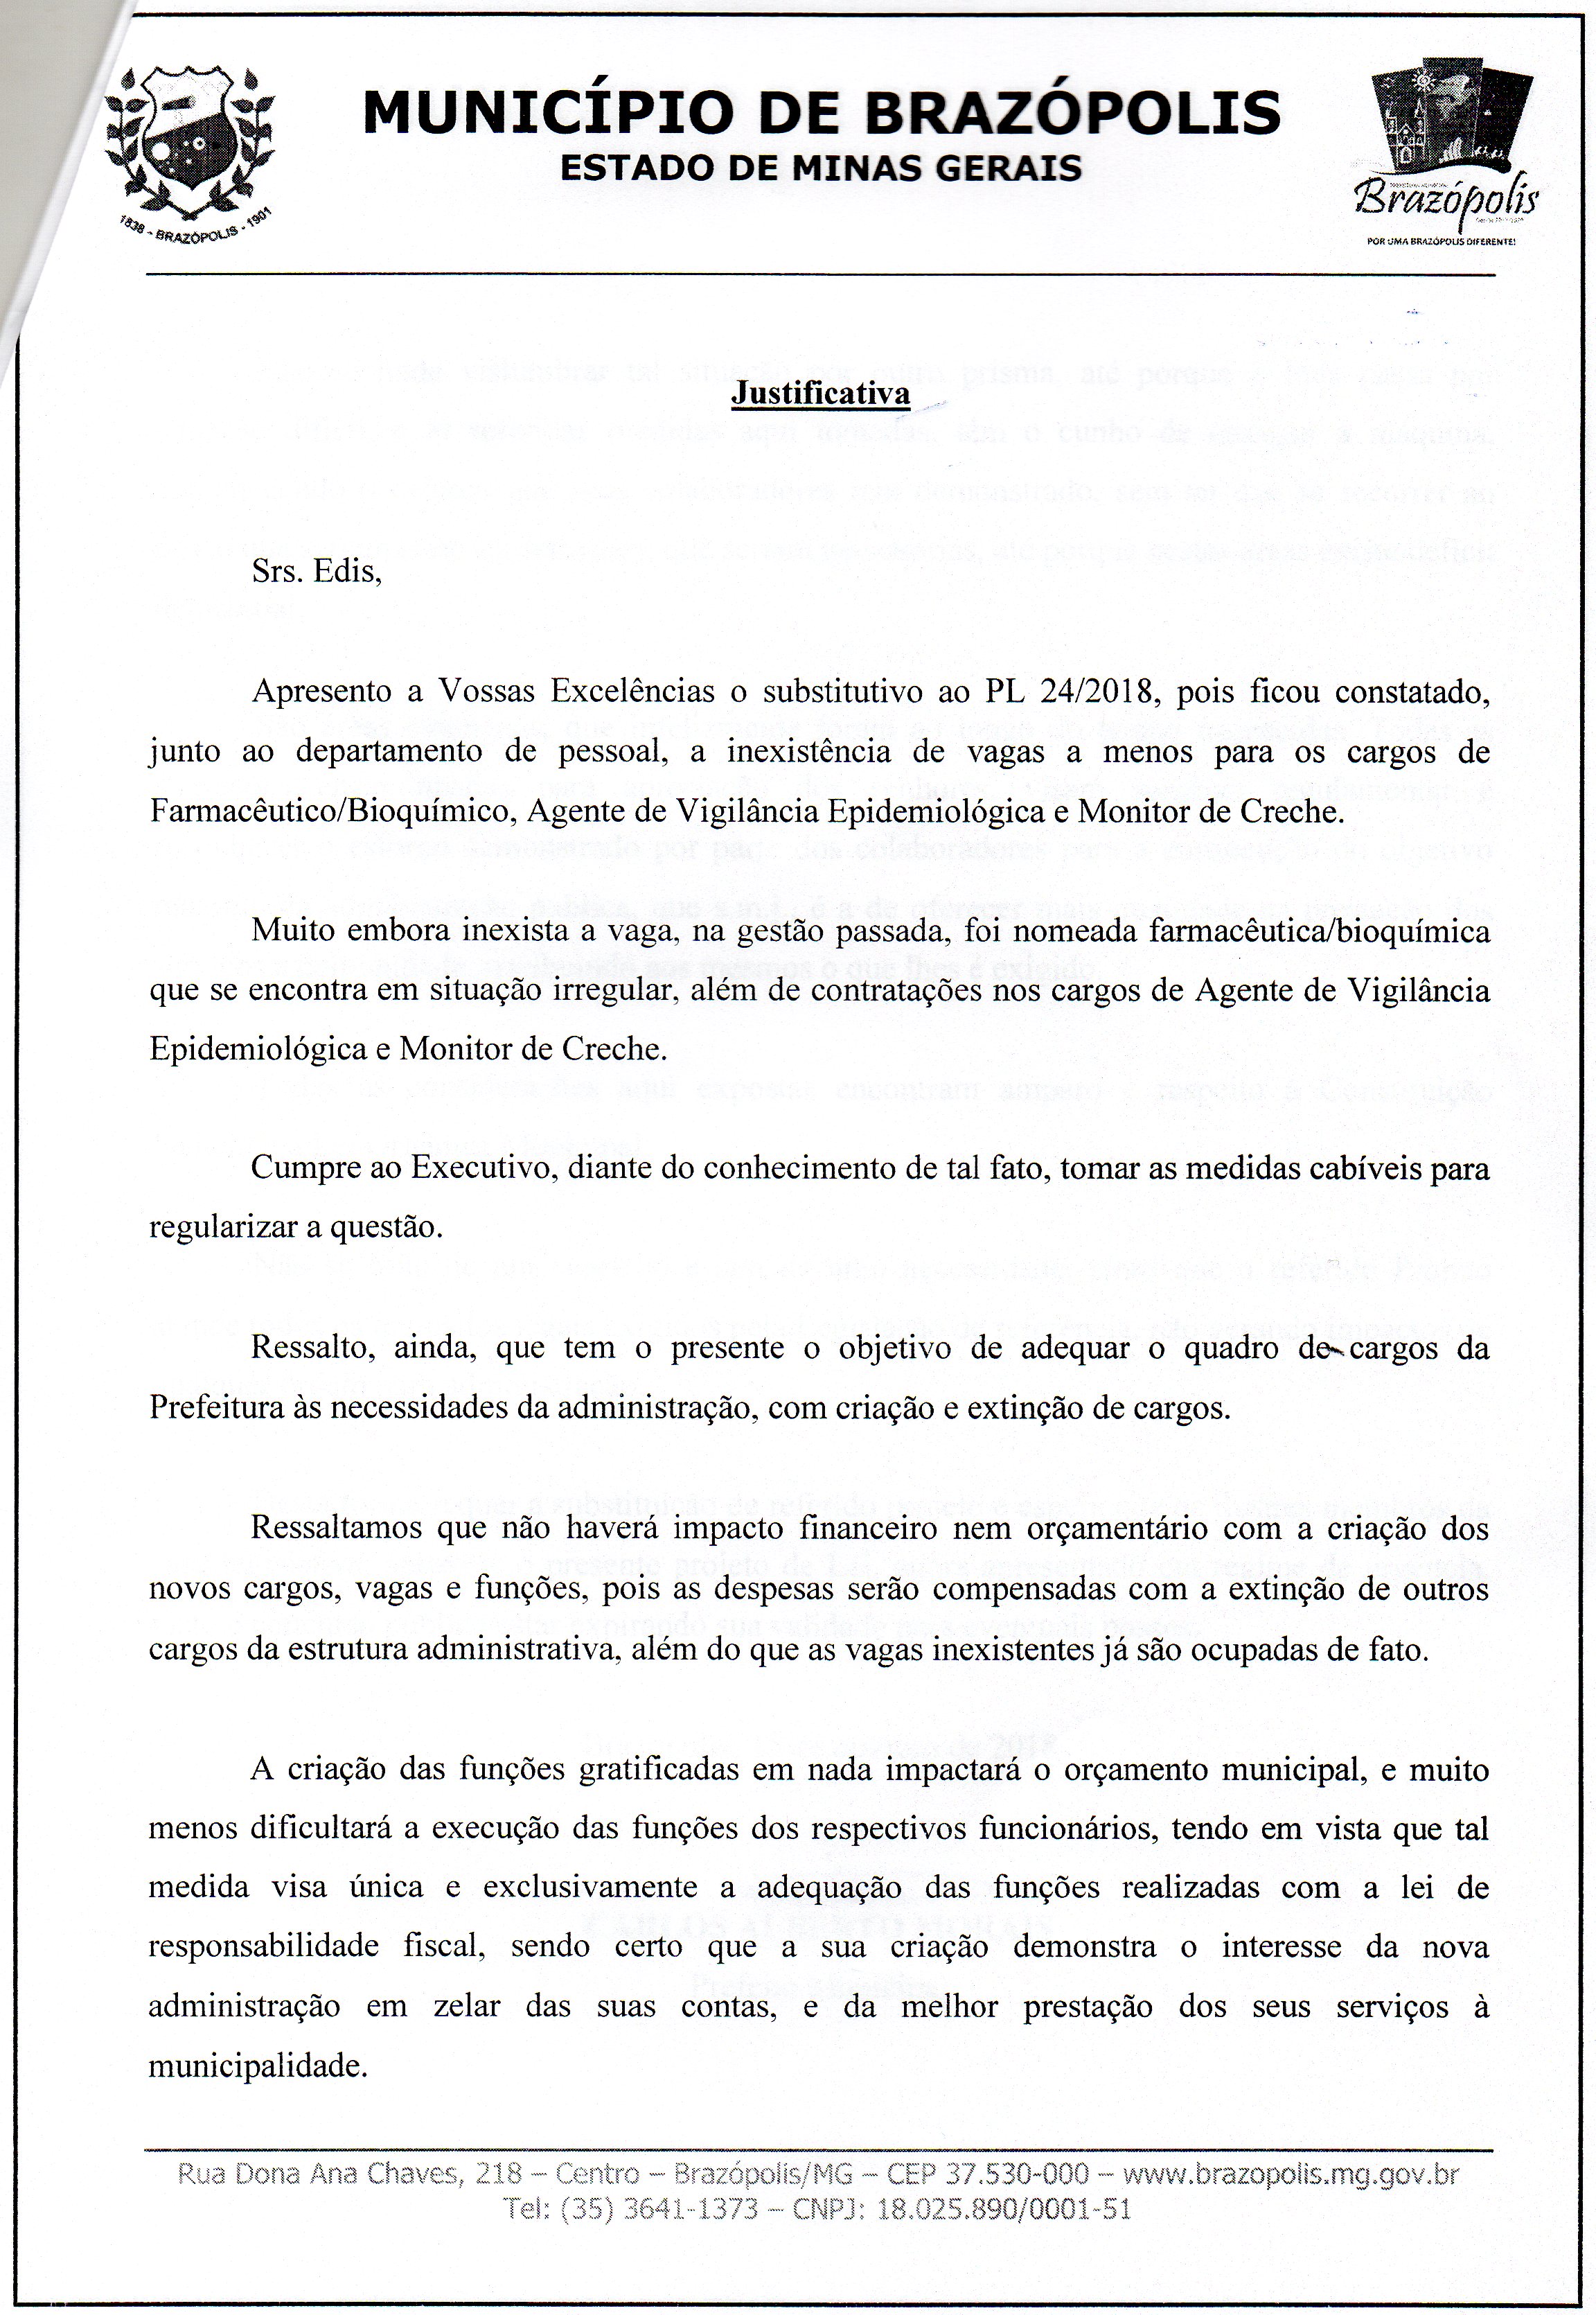 MUNICÍPIO DE BRAZÓPOLIS
ESTADO DE MINAS GERAIS
1838 - BRAZÓPOLIS - 1901
Brazópolis
POR UMA BRAZÓPOLIS DIFERENTE!
Justificativa
Srs. Edis,
Apresento a Vossas Excelências o substitutivo ao PL 24/2018, pois ficou constatado,
junto ao departamento de pessoal, a inexistência de vagas a menos para os cargos de
Farmacêutico/Bioquímico, Agente de Vigilância Epidemiológica e Monitor de Creche.
Muito embora inexista a vaga, na gestão passada, foi nomeada farmacêutica/bioquímica
que se encontra em situação irregular, além de contratações nos cargos de Agente de Vigilância
Epidemiológica e Monitor de Creche.
Cumpre ao Executivo, diante do conhecimento de tal fato, tomar as medidas cabíveis para
regularizar a questão.
Ressalto, ainda, que tem o presente o objetivo de adequar o quadro de cargos da
Prefeitura às necessidades da administração, com criação e extinção de cargos.
Ressaltamos que não haverá impacto financeiro nem orçamentário com a criação dos
novos cargos, vagas e funções, pois as despesas serão compensadas com a extinção de outros
cargos da estrutura administrativa, além do que as vagas inexistentes já são ocupadas de fato.
A criação das funções gratificadas em nada impactará o orçamento municipal, e muito
menos dificultará a execução das funções dos respectivos funcionários, tendo em vista que tal
medida visa única e exclusivamente a adequação das funções realizadas com a lei de
responsabilidade fiscal, sendo certo que a sua criação demonstra o interesse da nova
administração em zelar das suas contas, e da melhor prestação dos seus serviços à
municipalidade.
Rua Dona Ana Chaves, 218 – Centro – Brazópolis/MG – CEP 37.530-000 – www.brazopolis.mg.gov.br
Tel: (35) 3641-1373 – CNPJ: 18.025.890/0001-51